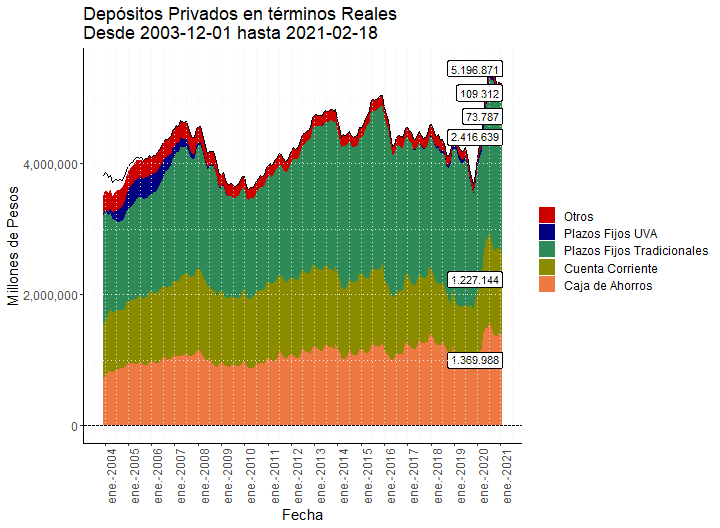 Depósitos Privados en términos Reales
Desde 2003-12-01 hasta 2021-02-18
Millones de Pesos
4,000,000
2,000,000
0
5.196.871
109.312
73.787
2.416.639
1.227.144
1.369.988
Otros
Plazos Fijos UVA
Plazos Fijos Tradicionales
Cuenta Corriente
Caja de Ahorros
ene.-2004
ene.-2005
ene.-2006
ene.-2007
ene.-2008
ene.-2009
ene.-2010
ene.-2011
ene.-2012
ene.-2013
ene.-2014
ene.-2015
ene.-2016
ene.-2017
ene.-2018
ene.-2019
ene.-2020
ene.-2021
Fecha